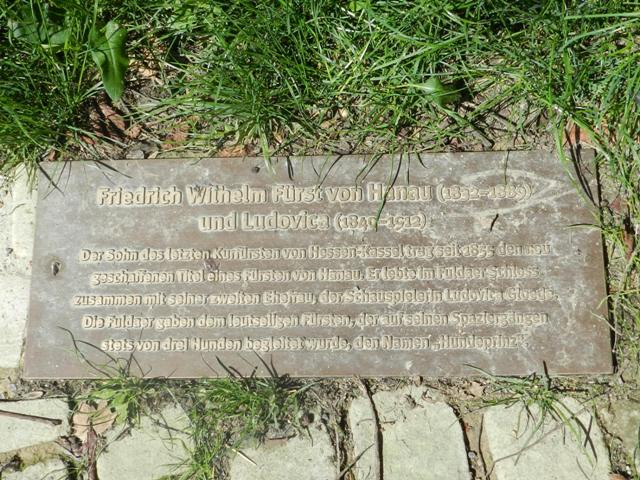 Friedrich Wilhelm Fürst von Hanau (1832–1889)
und Ludovica (1840–1912)
Der Sohn des letzten Kurfürsten von Hessen-Kassel trug seit 1855 den neu
geschaffenen Titel eines Fürsten von Hanau. Er lebte im Fuldaer Schloss
zusammen mit seiner zweiten Ehefrau, der Schauspielerin Ludovica Gloede.
Die Fuldaer gaben dem leutseligen Fürsten, der auf seinen Spaziergängen
stets von drei Hunden begleitet wurde, den Namen „Hundeprinz“.